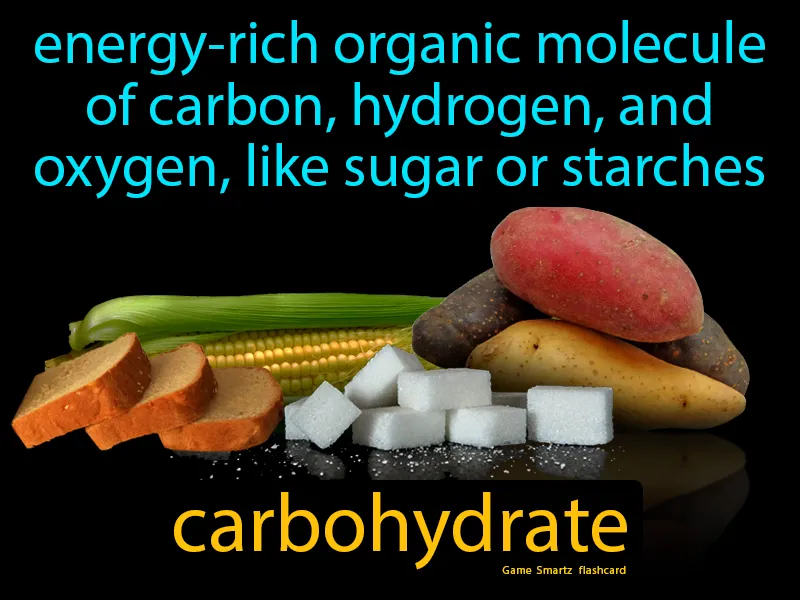 energy-rich organic molecule
of carbon, hydrogen, and
oxygen, like sugar or starches
carbohydrate
Game Smartz flashcard